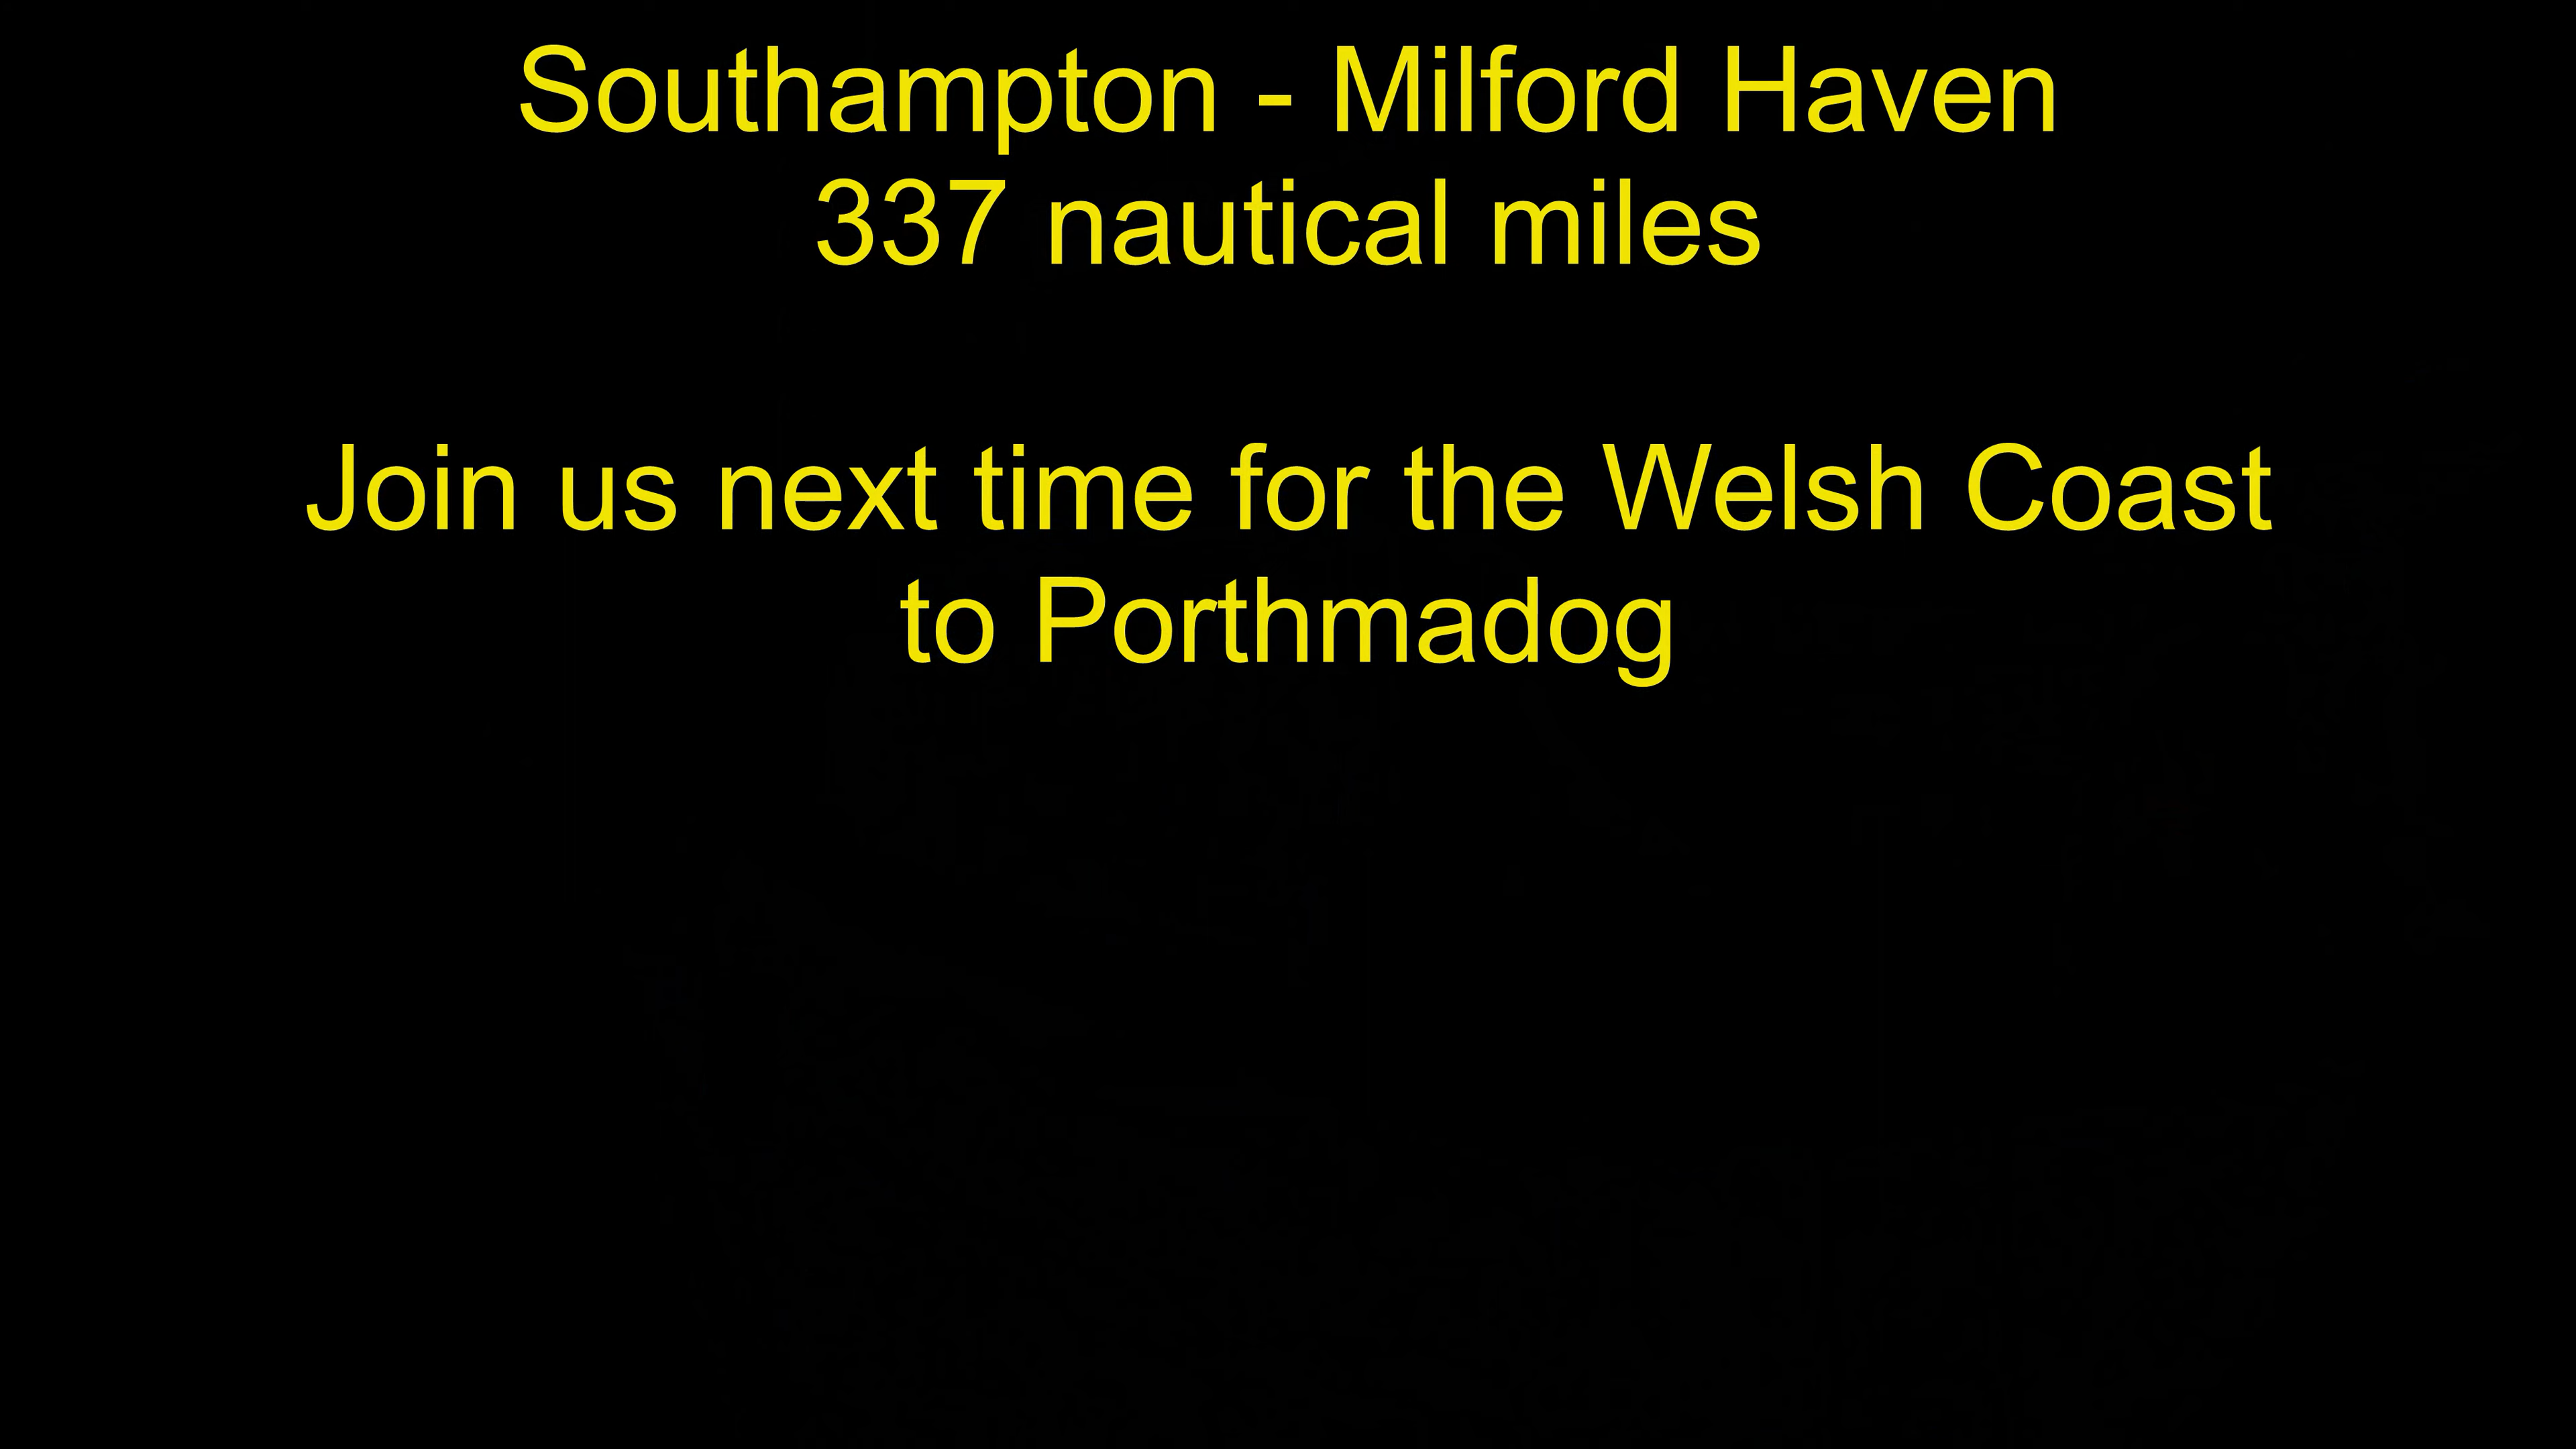 Southampton - Milford Haven
337 nautical miles
Join us next time for the Welsh Coast
to Porthmadog